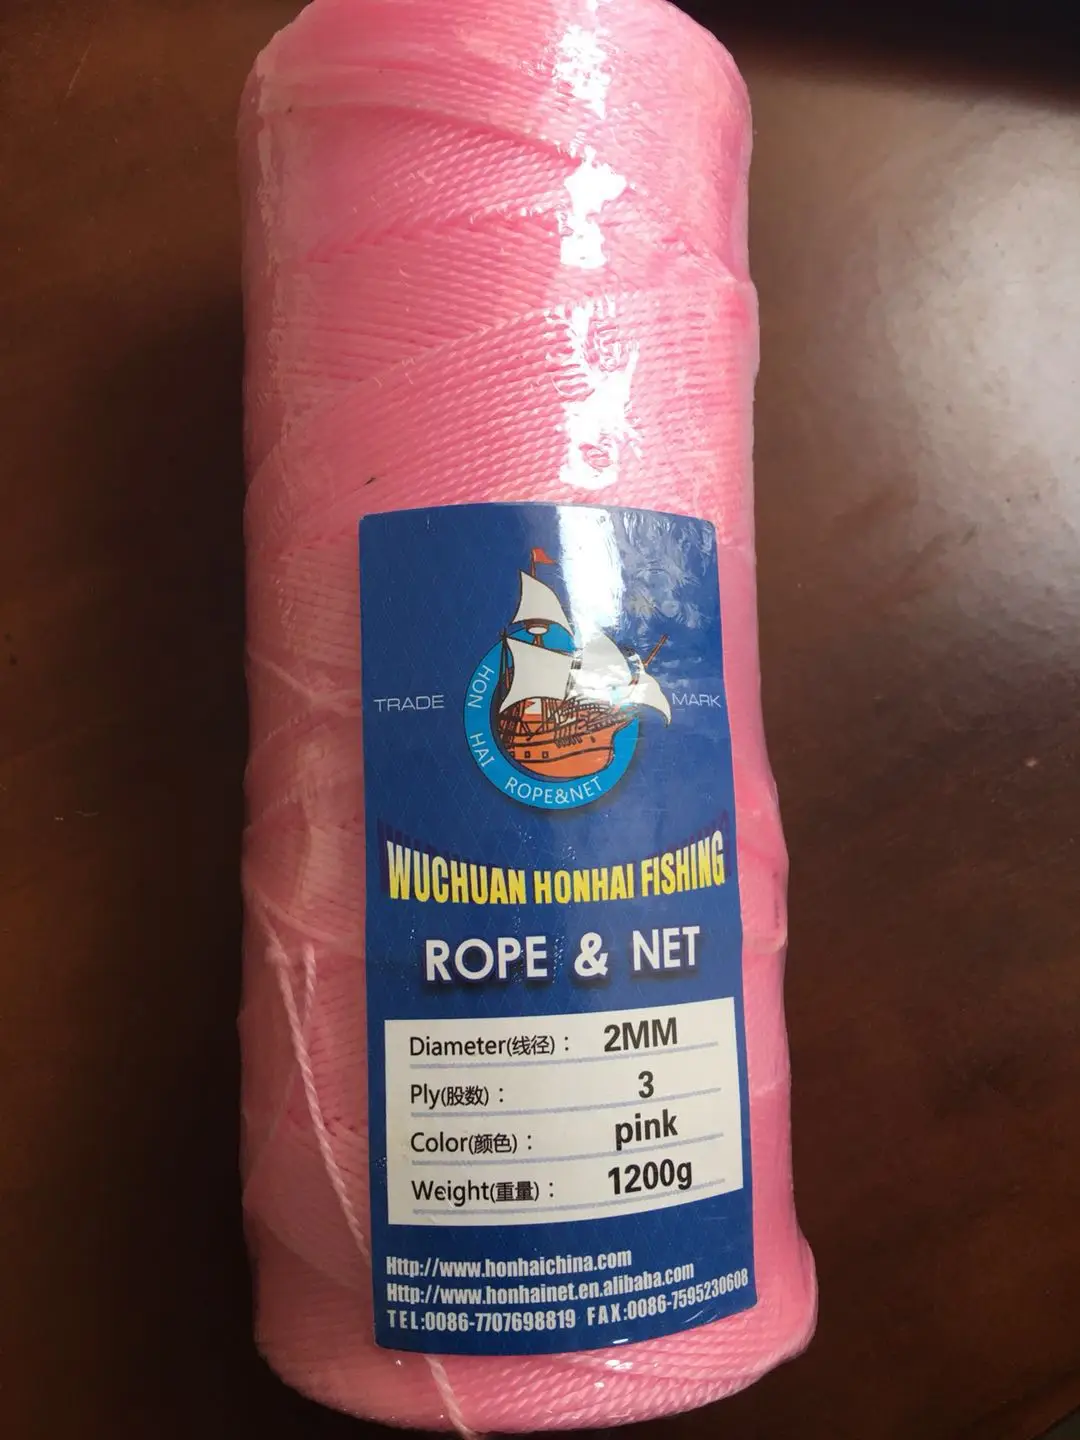 TRADE MARK
HON HAI ROPE&NET
WUCHUAN HONHAI FISHING
ROPE & NET
Diameter(线径)： 2MM
Ply(股数)： 3
Color(颜色)： pink
Weight(重量)： 1200g
Http://www.honhaichina.com
Http://www.honhainet.en.alibaba.com
TEL:0086-7707698819 FAX:0086-7595230608